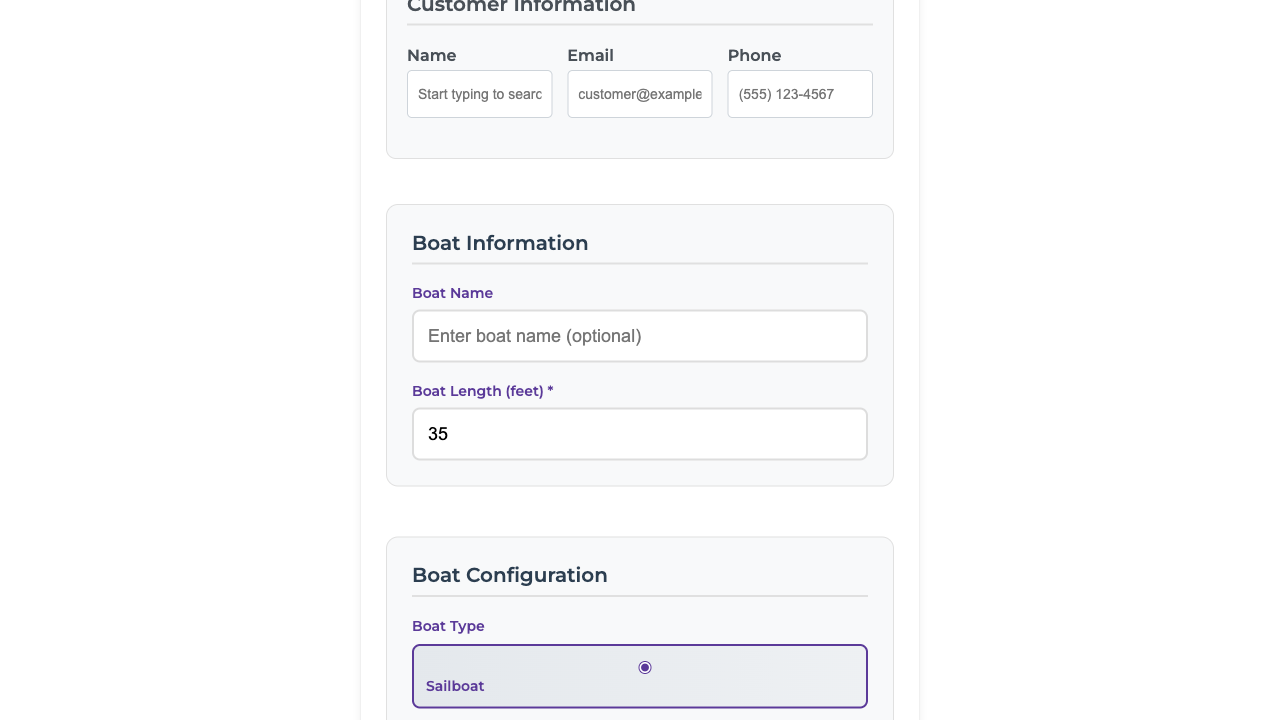 Customer Information
Name Email Phone
Start typing to searc customer@example (555) 123-4567
Boat Information
Boat Name
Enter boat name (optional)
Boat Length (feet) *
35
Boat Configuration
Boat Type
Sailboat